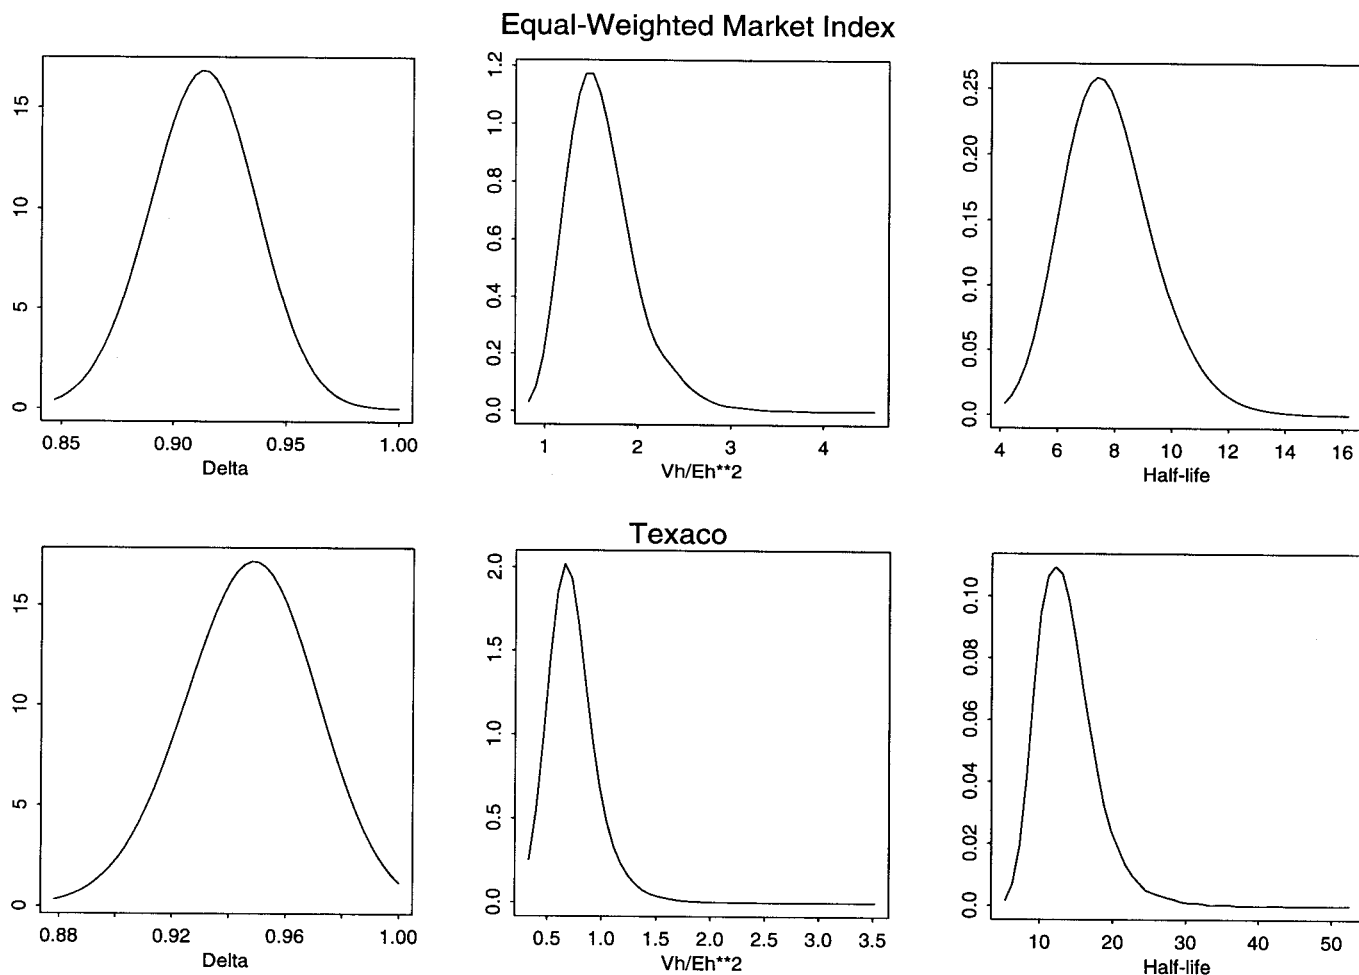 Equal-Weighted Market Index
0 5 10 15
0.85 0.90 0.95 1.00
Delta
0.0 0.2 0.4 0.6 0.8 1.0 1.2
1 2 3 4
Vh/Eh**2
0.0 0.05 0.10 0.15 0.20 0.25
4 6 8 10 12 14 16
Half-life
Texaco
0 5 10 15
0.88 0.92 0.96 1.00
Delta
0.0 0.5 1.0 1.5 2.0
0.5 1.0 1.5 2.0 2.5 3.0 3.5
Vh/Eh**2
0.0 0.02 0.04 0.06 0.08 0.10
10 20 30 40 50
Half-life